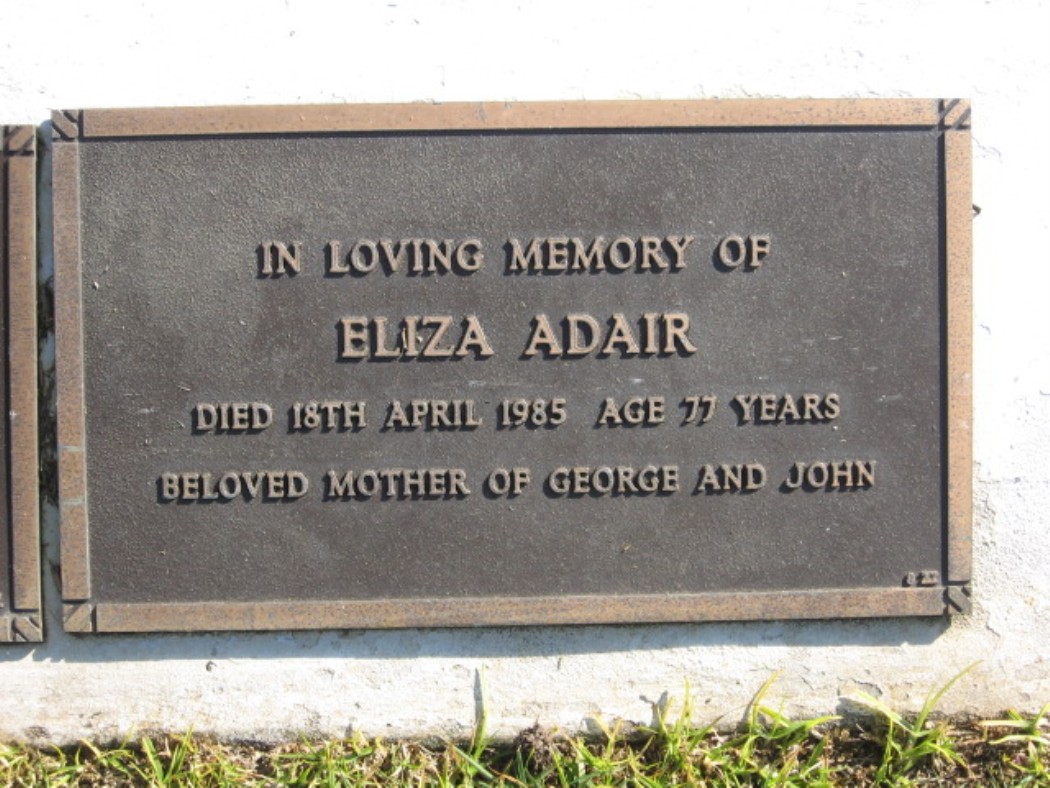 IN LOVING MEMORY OF
ELIZA ADAIR
DIED 18TH APRIL 1985 AGE 77 YEARS
BELOVED MOTHER OF GEORGE AND JOHN